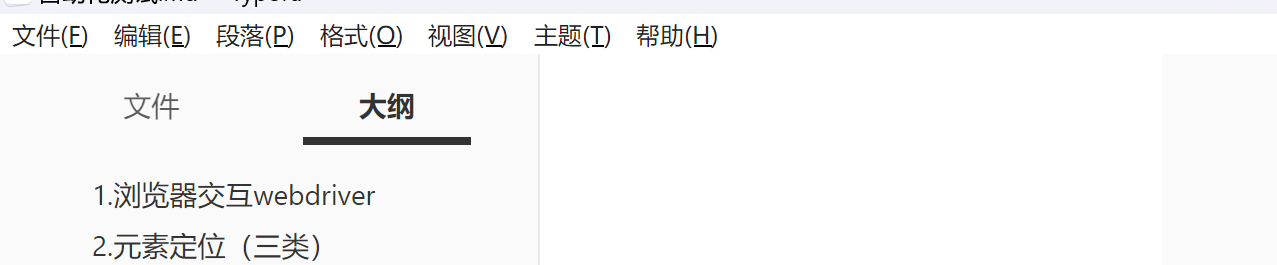 文件(F) 编辑(E) 段落(P) 格式(O) 视图(V) 主题(T) 帮助(H)
文件 大纲
1.浏览器交互webdriver
2.元素定位（三类）